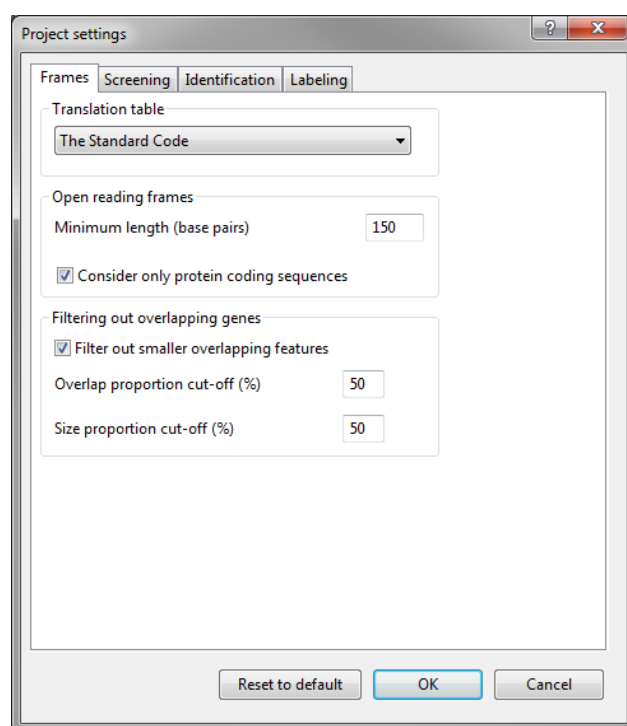 Project settings
?
Frames Screening Identification Labeling
Translation table
The Standard Code
Open reading frames
Minimum length (base pairs) 150
Consider only protein coding sequences
Filtering out overlapping genes
Filter out smaller overlapping features
Overlap proportion cut-off (%) 50
Size proportion cut-off (%) 50
Reset to default OK Cancel